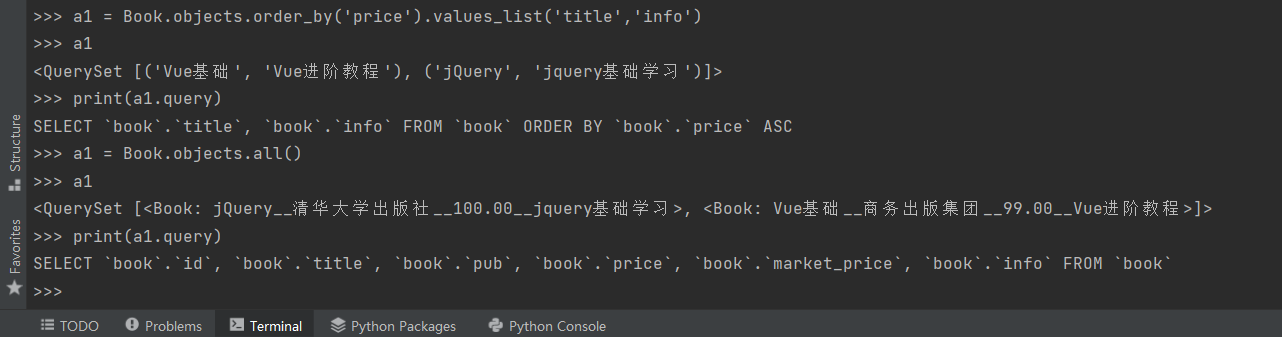 >>> a1 = Book.objects.order_by('price').values_list('title','info')
>>> a1
<QuerySet [('Vue基础', 'Vue进阶教程'), ('jQuery', 'jquery基础学习')]>
>>> print(a1.query)
SELECT `book`.`title`, `book`.`info` FROM `book` ORDER BY `book`.`price` ASC
>>> a1 = Book.objects.all()
>>> a1
<QuerySet [<Book: jQuery__清华大学出版社__100.00__jquery基础学习>, <Book: Vue基础__商务出版集团__99.00__Vue进阶教程>]>
>>> print(a1.query)
SELECT `book`.`id`, `book`.`title`, `book`.`pub`, `book`.`price`, `book`.`market_price`, `book`.`info` FROM `book`
>>>
Structure
Favorites
TODO
Problems
Terminal
Python Packages
Python Console